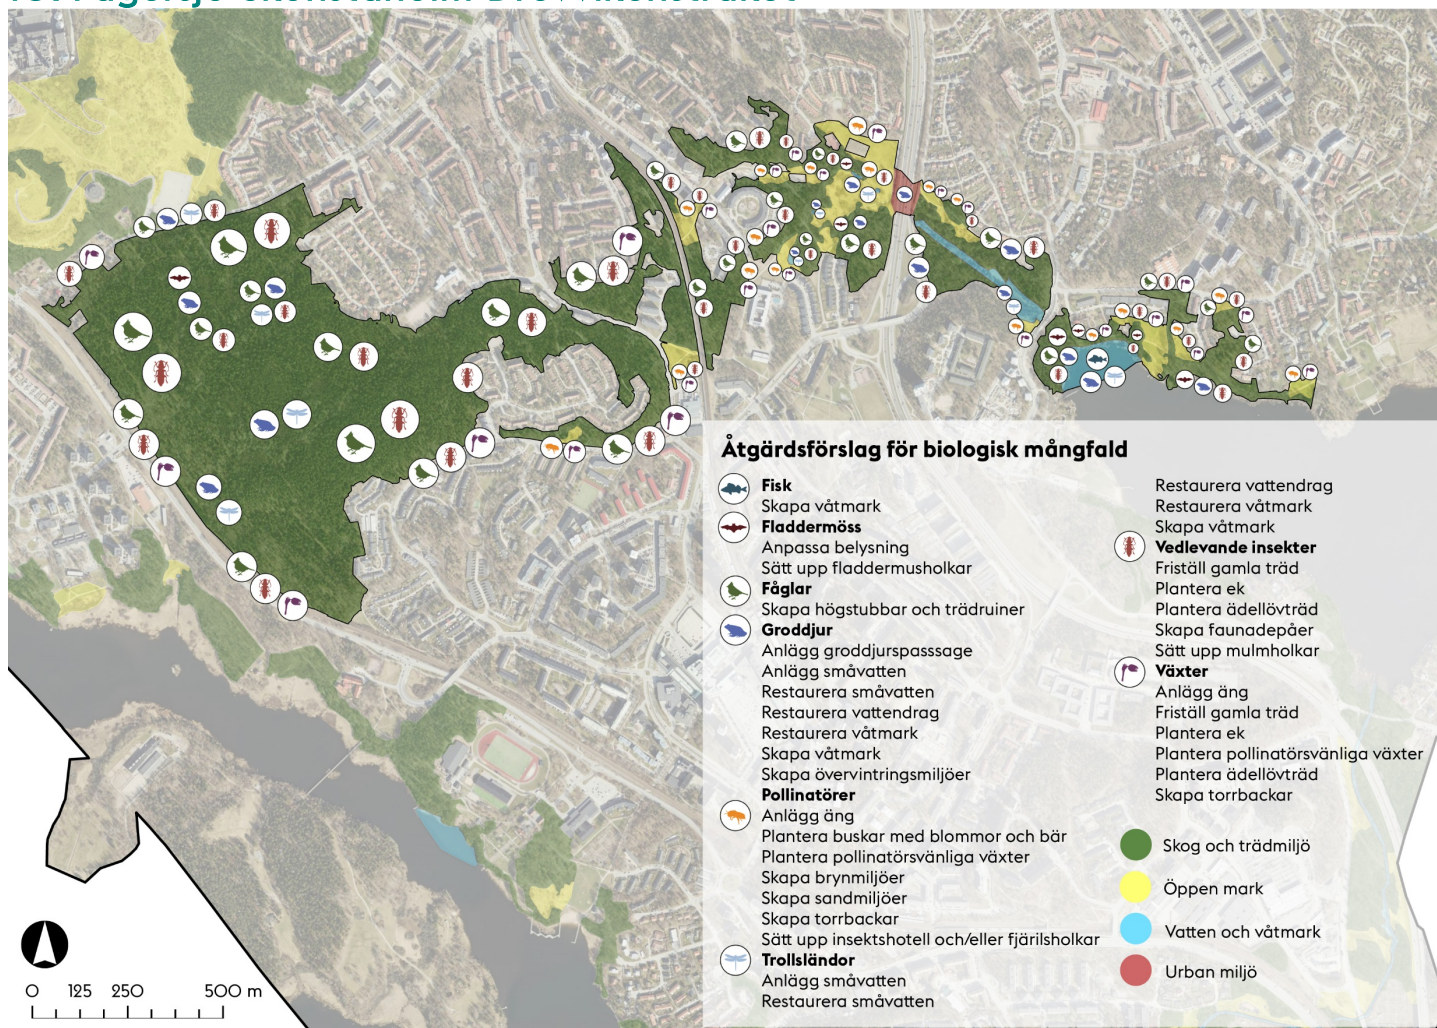 Åtgärdsförslag för biologisk mångfald
Fisk
Skapa våtmark
Fladdermöss
Anpassa belysning
Sätt upp fladdermusholkar
Fåglar
Skapa högstubbar och trädruiner
Groddjur
Anlägg groddjurspasssage
Anlägg småvatten
Restaurera småvatten
Restaurera vattendrag
Restaurera våtmark
Skapa våtmark
Skapa övervintringsmiljöer
Pollinatörer
Anlägg äng
Plantera buskar med blommor och bär
Plantera pollinatörsvänliga växter
Skapa brynmiljöer
Skapa sandmiljöer
Skapa torrbackar
Sätt upp insektshotell och/eller fjärilsholkar
Trollsländor
Anlägg småvatten
Restaurera småvatten
Restaurera vattendrag
Restaurera våtmark
Skapa våtmark
Vedlevande insekter
Friställ gamla träd
Plantera ek
Plantera ädellövträd
Skapa faunadepåer
Sätt upp mulmholkar
Växter
Anlägg äng
Friställ gamla träd
Plantera ek
Plantera pollinatörsvänliga växter
Plantera ädellövträd
Skapa torrbackar
Skog och trädmiljö
Öppen mark
Vatten och våtmark
Urban miljö
0 125 250 500 m